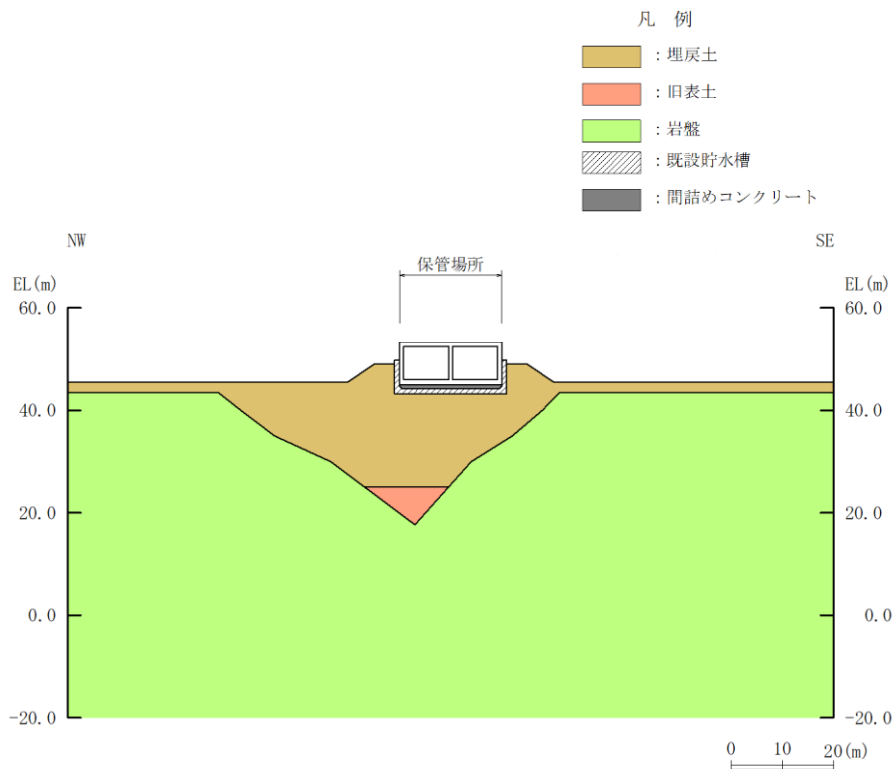 凡 例
：埋戻土
：旧表土
：岩盤
：既設貯水槽
：間詰めコンクリート
NW
SE
保管場所
EL(m)
EL(m)
60.0
60.0
40.0
40.0
20.0
20.0
0.0
0.0
-20.0
-20.0
0 10 20(m)